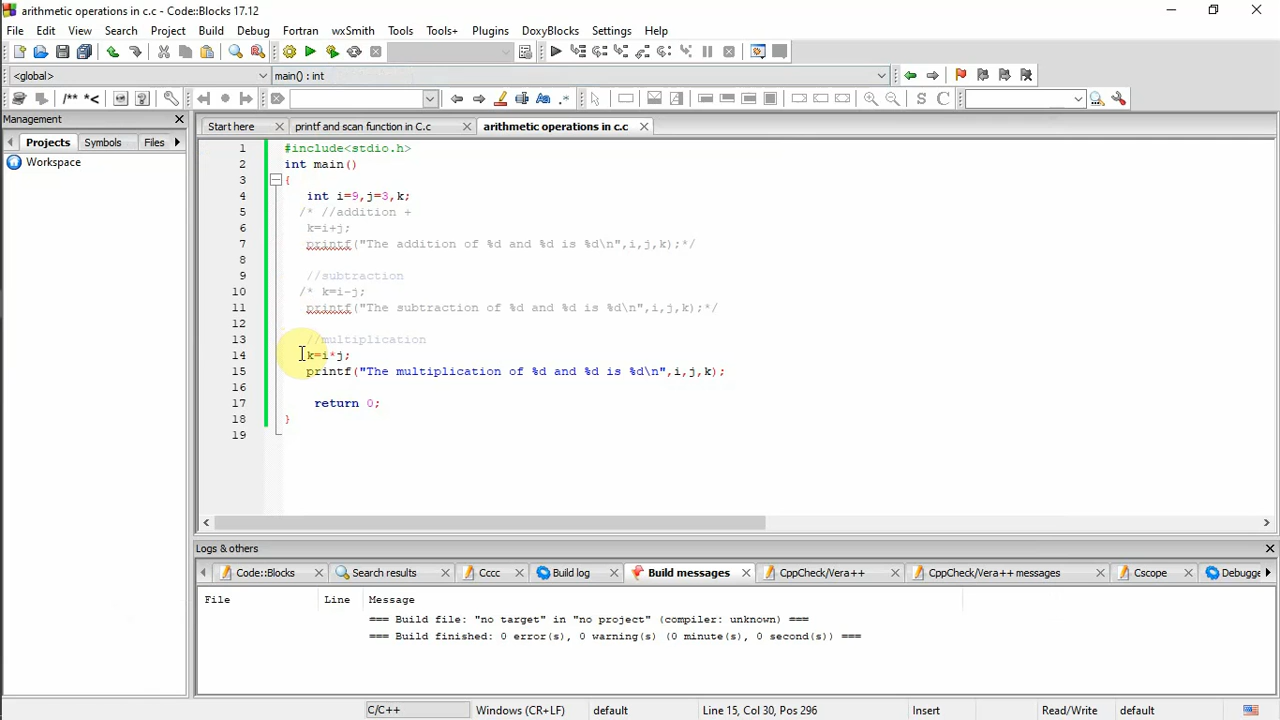 arithmetic operations in c.c - Code::Blocks 17.12
File Edit View Search Project Build Debug Fortran wxSmith Tools Tools+ Plugins DoxyBlocks Settings Help
<global> main() : int
/** *<
S C
Management
Projects Symbols Files
Workspace
Start here printf and scan function in C.c arithmetic operations in c.c
1 #include<stdio.h>
2 int main()
3 {
4 int i=9,j=3,k;
5 /* //addition +
6 k=i+j;
7 printf("The addition of %d and %d is %d\n",i,j,k);*/
8
9 //subtraction
10 /* k=i-j;
11 printf("The subtraction of %d and %d is %d\n",i,j,k);*/
12
13 //multiplication
14 k=i*j;
15 printf("The multiplication of %d and %d is %d\n",i,j,k);
16
17 return 0;
18 }
19
Logs & others
Code::Blocks Search results Cccc Build log Build messages CppCheck/Vera++ CppCheck/Vera++ messages Cscope Debugge
File Line Message
=== Build file: "no target" in "no project" (compiler: unknown) ===
=== Build finished: 0 error(s), 0 warning(s) (0 minute(s), 0 second(s)) ===
C/C++ Windows (CR+LF) default Line 15, Col 30, Pos 296 Insert Read/Write default